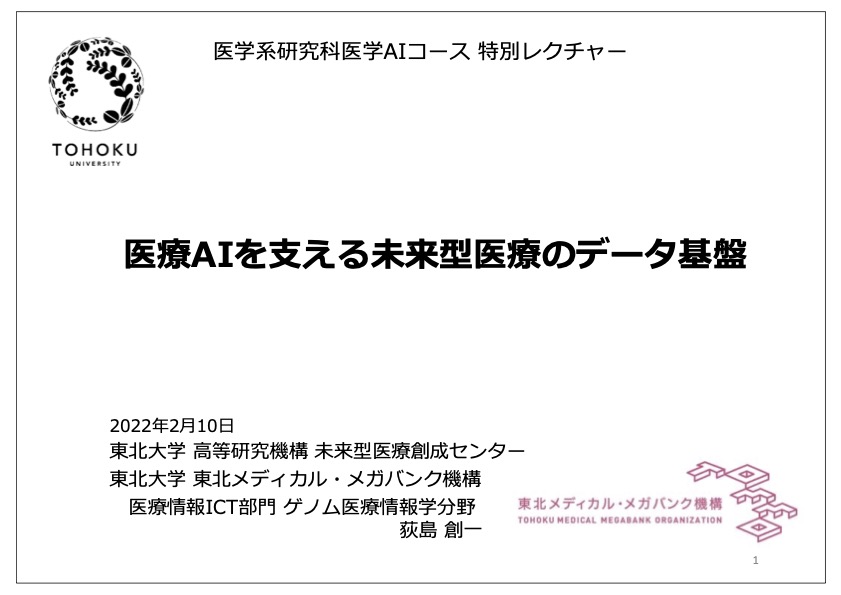 医学系研究科医学AIコース 特別レクチャー
TOHOKU
UNIVERSITY
医療AIを支える未来型医療のデータ基盤
2022年2月10日
東北大学 高等研究機構 未来型医療創成センター
東北大学 東北メディカル・メガバンク機構
医療情報ICT部門 ゲノム医療情報学分野
荻島 創一
東北メディカル・メガバンク機構
TOHOKU MEDICAL MEGABANK ORGANIZATION
1